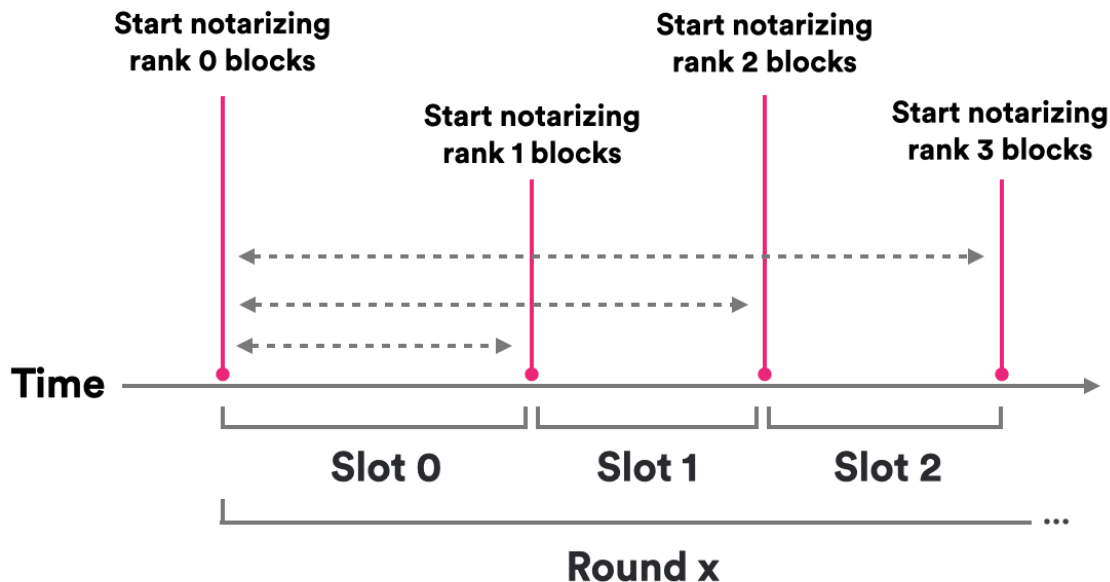 Start notarizing
rank 0 blocks
Start notarizing
rank 2 blocks
Start notarizing
rank 1 blocks
Start notarizing
rank 3 blocks
Time
Slot 0
Slot 1
Slot 2
...
Round x